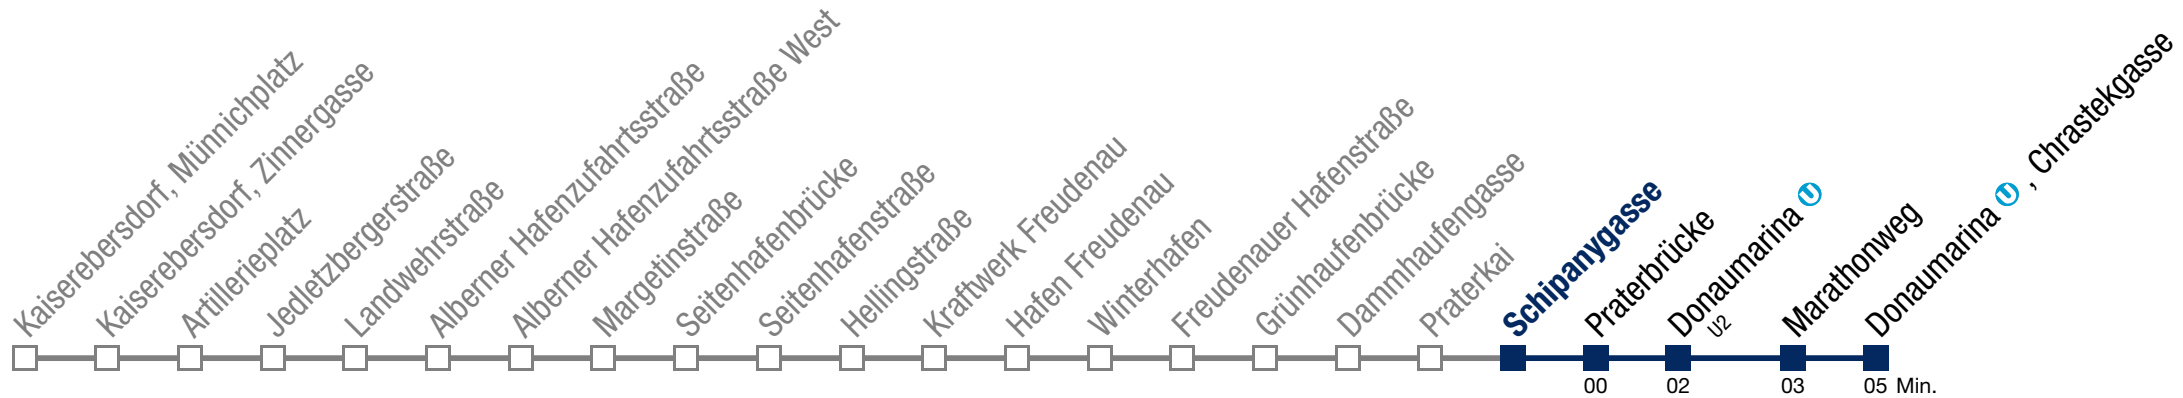 Kaiserebersdorf, Münnichplatz
Kaiserebersdorf, Zinnergasse
Artillerieplatz
Jedletzbergerstraße
Landwehrstraße
Alberner Hafenzufahrtsstraße
Alberner Hafenzufahrtsstraße West
Margetinstraße
Seitenhafenbrücke
Seitenhafenstraße
Hellingstraße
Kraftwerk Freudenau
Hafen Freudenau
Winterhafen
Freudenauer Hafenstraße
Grünhaufenbrücke
Dammhaufengasse
Praterkai
Schipanygasse
Praterbrücke
Donaumarina U
U2
Marathonweg
Donaumarina U , Chrastekgasse
00 02 03 05 Min.